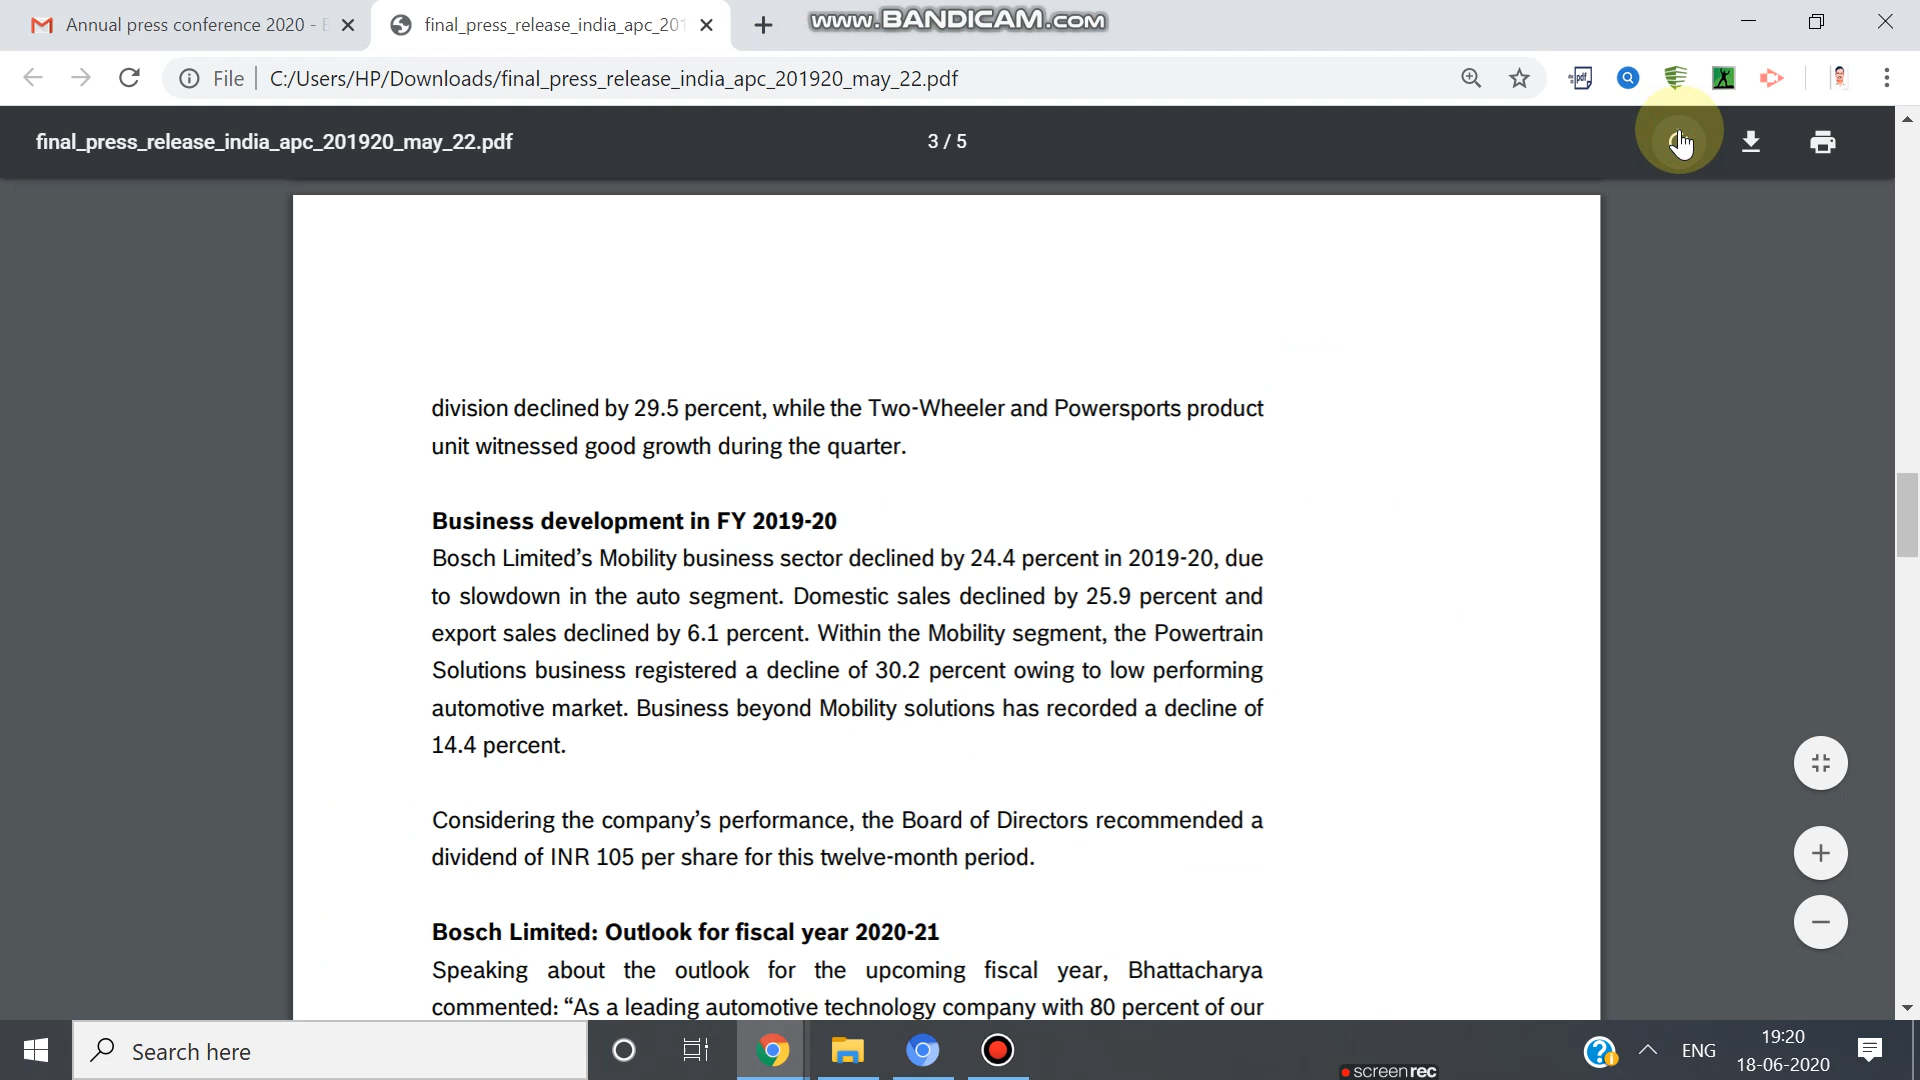 Annual press conference 2020 -
final_press_release_india_apc_201
www.BANDICAM.com
File
C:/Users/HP/Downloads/final_press_release_india_apc_201920_may_22.pdf
final_press_release_india_apc_201920_may_22.pdf
3 / 5
division declined by 29.5 percent, while the Two-Wheeler and Powersports product
unit witnessed good growth during the quarter.
Business development in FY 2019-20
Bosch Limited’s Mobility business sector declined by 24.4 percent in 2019-20, due
to slowdown in the auto segment. Domestic sales declined by 25.9 percent and
export sales declined by 6.1 percent. Within the Mobility segment, the Powertrain
Solutions business registered a decline of 30.2 percent owing to low performing
automotive market. Business beyond Mobility solutions has recorded a decline of
14.4 percent.
Considering the company’s performance, the Board of Directors recommended a
dividend of INR 105 per share for this twelve-month period.
Bosch Limited: Outlook for fiscal year 2020-21
Speaking about the outlook for the upcoming fiscal year, Bhattacharya
commented: “As a leading automotive technology company with 80 percent of our
Search here
screenrec
ENG
19:20
18-06-2020